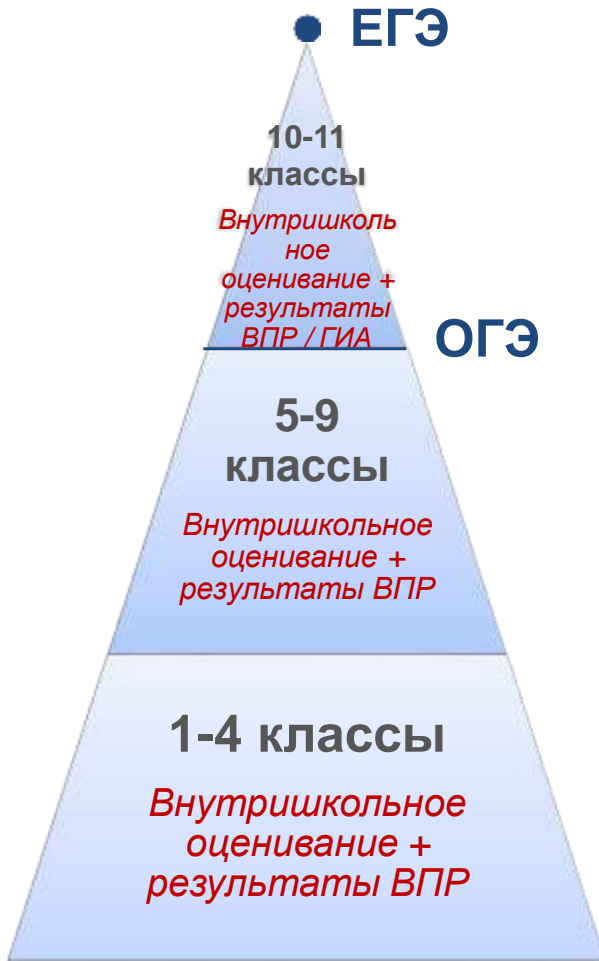 ЕГЭ
10-11
классы
Внутришколь
ное
оценивание +
результаты
ВПР / ГИА
ОГЭ
5-9
классы
Внутришкольное
оценивание +
результаты ВПР
1-4 классы
Внутришкольное
оценивание +
результаты ВПР